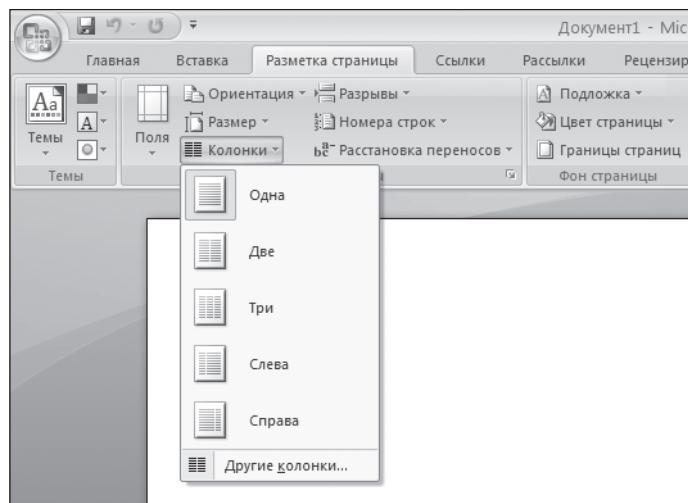 Документ1 - Mic
Главная Вставка Разметка страницы Ссылки Рассылки Рецензир
Aa Ориентация Разрывы Подложка
Темы Поля A Размер Номера строк Цвет страницы
Колонки Расстановка переносов Границы страниц
Темы Фон страницы
Одна
Две
Три
Слева
Справа
Другие колонки...